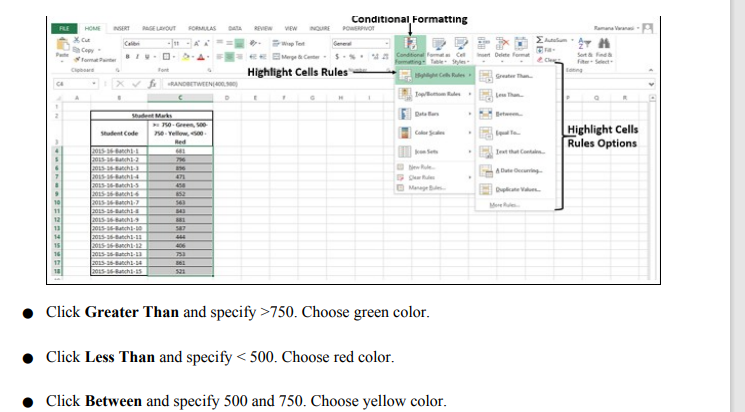 Conditional Formatting
FILE HOME INSERT PAGE LAYOUT FORMULAS DATA REVIEW VIEW INQUIRE POWERPIVOT Ramana Varanasi
Cut
Copy
Format Painter
Paste
Calibri 11
B I U
Wrap Text
Merge & Center
General
Conditional Formatting Format as Table Cell Styles
Insert Delete Format
AutoSum
Fill
Clear
Sort & Filter Find & Select
Clipboard Font Number Editing
Highlight Cells Rules
C4 fx =RANDBETWEEN(400,900)
Highlight Cells Rules
Top/Bottom Rules
Data Bars
Color Scales
Icon Sets
New Rule...
Clear Rules
Manage Rules...
Greater Than...
Less Than...
Between...
Equal To...
Text that Contains...
A Date Occurring...
Duplicate Values...
More Rules...
Highlight Cells
Rules Options
Student Marks
Student Code
>= 750 - Green, 500-
750 - Yellow, <500 -
Red
2015-16-Batch1-1 661
2015-16-Batch1-2 796
2015-16-Batch1-3 896
2015-16-Batch1-4 471
2015-16-Batch1-5 458
2015-16-Batch1-6 852
2015-16-Batch1-7 563
2015-16-Batch1-8 843
2015-16-Batch1-9 881
2015-16-Batch1-10 587
2015-16-Batch1-11 444
2015-16-Batch1-12 406
2015-16-Batch1-13 753
2015-16-Batch1-14 861
2015-16-Batch1-15 521
● Click Greater Than and specify >750. Choose green color.
● Click Less Than and specify < 500. Choose red color.
● Click Between and specify 500 and 750. Choose yellow color.